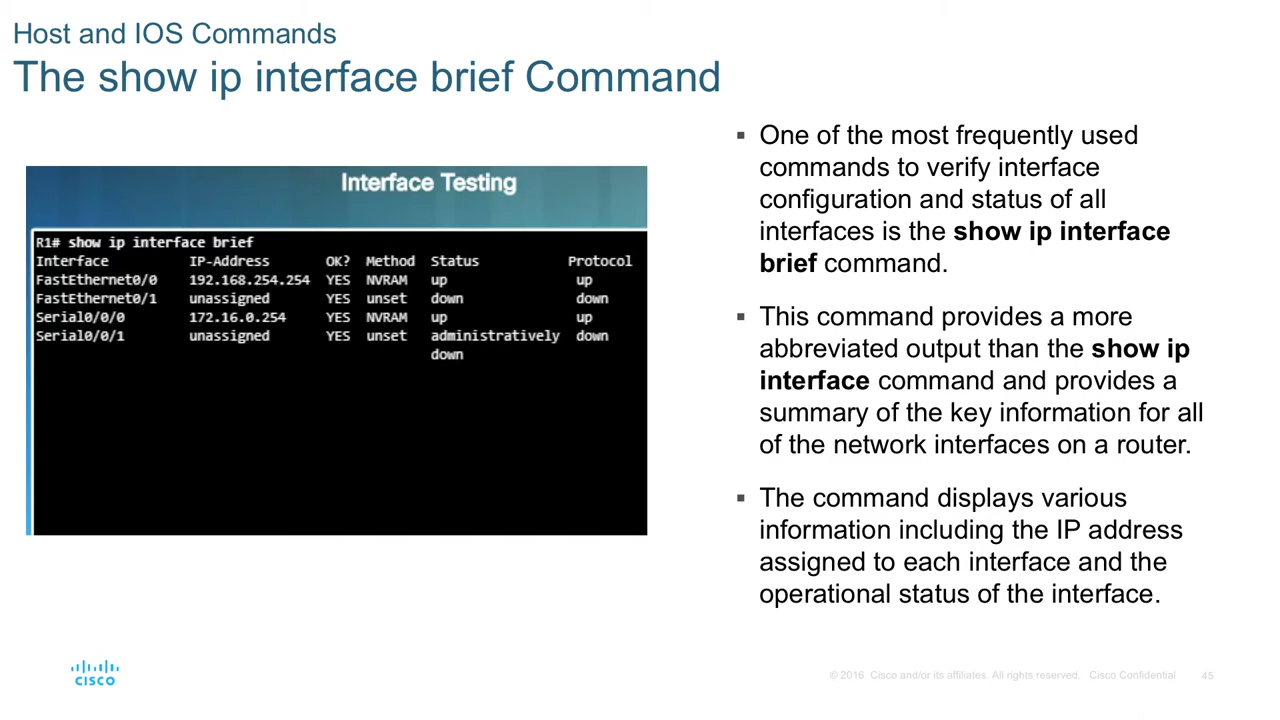 Host and IOS Commands
The show ip interface brief Command
Interface Testing
R1# show ip interface brief
Interface IP-Address OK? Method Status Protocol
FastEthernet0/0 192.168.254.254 YES NVRAM up up
FastEthernet0/1 unassigned YES unset down down
Serial0/0/0 172.16.0.254 YES NVRAM up up
Serial0/0/1 unassigned YES unset administratively down
down
▪ One of the most frequently used
commands to verify interface
configuration and status of all
interfaces is the show ip interface
brief command.
▪ This command provides a more
abbreviated output than the show ip
interface command and provides a
summary of the key information for all
of the network interfaces on a router.
▪ The command displays various
information including the IP address
assigned to each interface and the
operational status of the interface.
CISCO
© 2016 Cisco and/or its affiliates. All rights reserved. Cisco Confidential 45